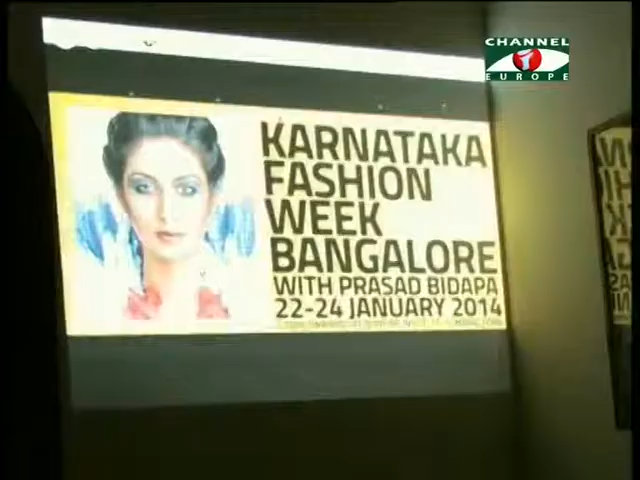 CHANNEL
i
EUROPE
KARNATAKA
FASHION
WEEK
BANGALORE
WITH PRASAD BIDAPA
22-24 JANUARY 2014